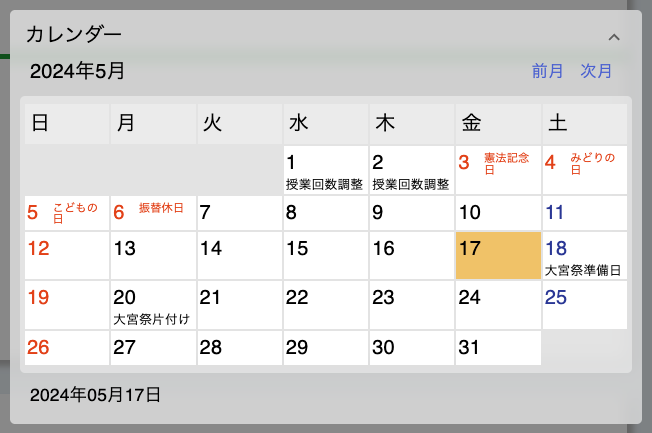 カレンダー
2024年5月
前月 次月
日 月 火 水 木 金 土
1 2 3 憲法記念日 4 みどりの日
授業回数調整 授業回数調整
5 こどもの日 6 振替休日 7 8 9 10 11
12 13 14 15 16 17 18
大宮祭準備日
19 20 21 22 23 24 25
大宮祭片付け
26 27 28 29 30 31
2024年05月17日